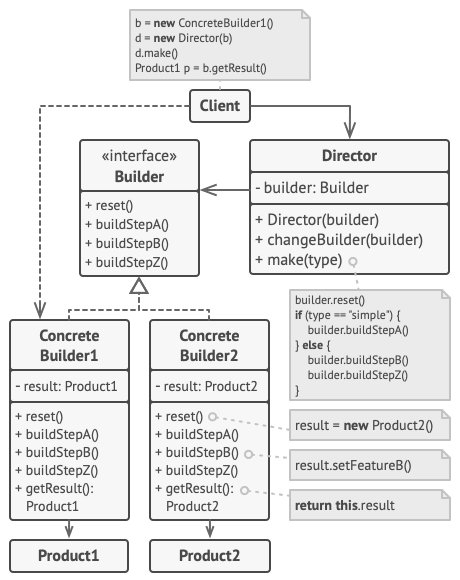 b = new ConcreteBuilder1()
d = new Director(b)
d.make()
Product1 p = b.getResult()
Client
«interface»
Builder
+ reset()
+ buildStepA()
+ buildStepB()
+ buildStepZ()
Director
- builder: Builder
+ Director(builder)
+ changeBuilder(builder)
+ make(type)
builder.reset()
if (type == "simple") {
builder.buildStepA()
} else {
builder.buildStepB()
builder.buildStepZ()
}
Concrete
Builder1
- result: Product1
+ reset()
+ buildStepA()
+ buildStepB()
+ buildStepZ()
+ getResult():
Product1
Concrete
Builder2
- result: Product2
+ reset()
+ buildStepA()
+ buildStepB()
+ buildStepZ()
+ getResult():
Product2
result = new Product2()
result.setFeatureB()
return this.result
Product1
Product2